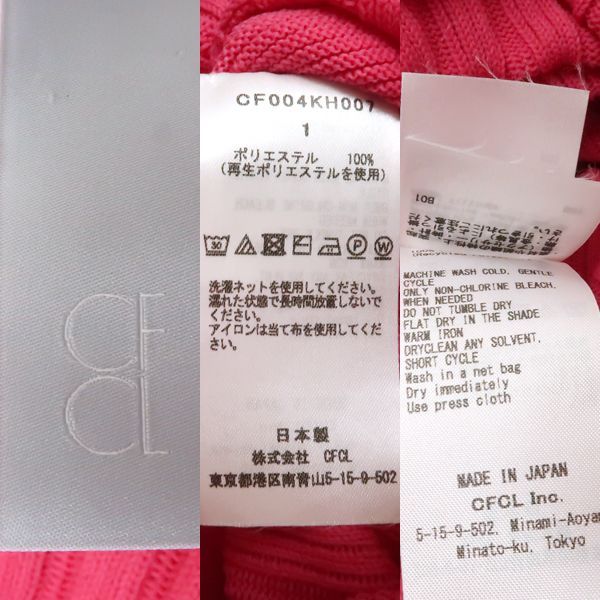 CF
CL
CF004KH007
1
ポリエステル 100%
(再生ポリエステルを使用)
30
P
W
洗濯ネットを使用してください。
濡れた状態で長時間放置しないで
ください。
アイロンは当て布を使用してくだ
さい。
日本製
株式会社 CFCL
東京都港区南青山5-15-9-502
B01
MACHINE WASH COLD, GENTLE
CYCLE
ONLY NON-CHLORINE BLEACH,
WHEN NEEDED
DO NOT TUMBLE DRY
FLAT DRY IN THE SHADE
WARM IRON
DRYCLEAN ANY SOLVENT,
SHORT CYCLE
Wash in a net bag
Dry immediately
Use press cloth
MADE IN JAPAN
CFCL Inc.
5-15-9-502, Minami-Aoya
Minato-ku, Tokyo